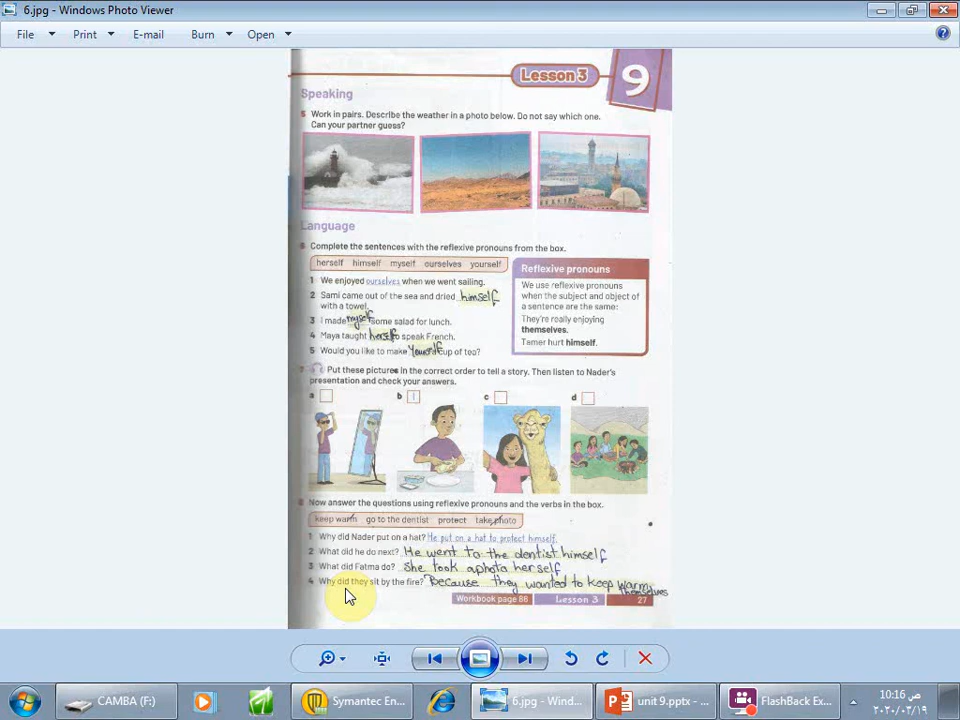 6.jpg - Windows Photo Viewer
File Print E-mail Burn Open
Lesson 3
9
Speaking
5 Work in pairs. Describe the weather in a photo below. Do not say which one.
Can your partner guess?
Language
6 Complete the sentences with the reflexive pronouns from the box.
herself himself myself ourselves yourself
1 We enjoyed ourselves when we went sailing.
2 Sami came out of the sea and dried himself
with a towel.
3 I made myself some salad for lunch.
4 Maya taught herself to speak French.
5 Would you like to make yourself a cup of tea?
Reflexive pronouns
We use reflexive pronouns
when the subject and object of
a sentence are the same:
They're really enjoying
themselves.
Tamer hurt himself.
Put these pictures in the correct order to tell a story. Then listen to Nader's
presentation and check your answers.
a b 1 c d
8 Now answer the questions using reflexive pronouns and the verbs in the box.
keep warm go to the dentist protect take photo
1 Why did Nader put on a hat? He put on a hat to protect himself.
2 What did he do next? He went to the dentist himself
3 What did Fatma do? She took a photo herself
4 Why did they sit by the fire? Because they wanted to keep warm
themselves
Workbook page 86 Lesson 3 27
CAMBA (F:)
Symantec En...
6.jpg - Wind...
unit 9.pptx - ...
FlashBack Ex...
10:16 ص
٢٠٢٠/٠٣/١٩